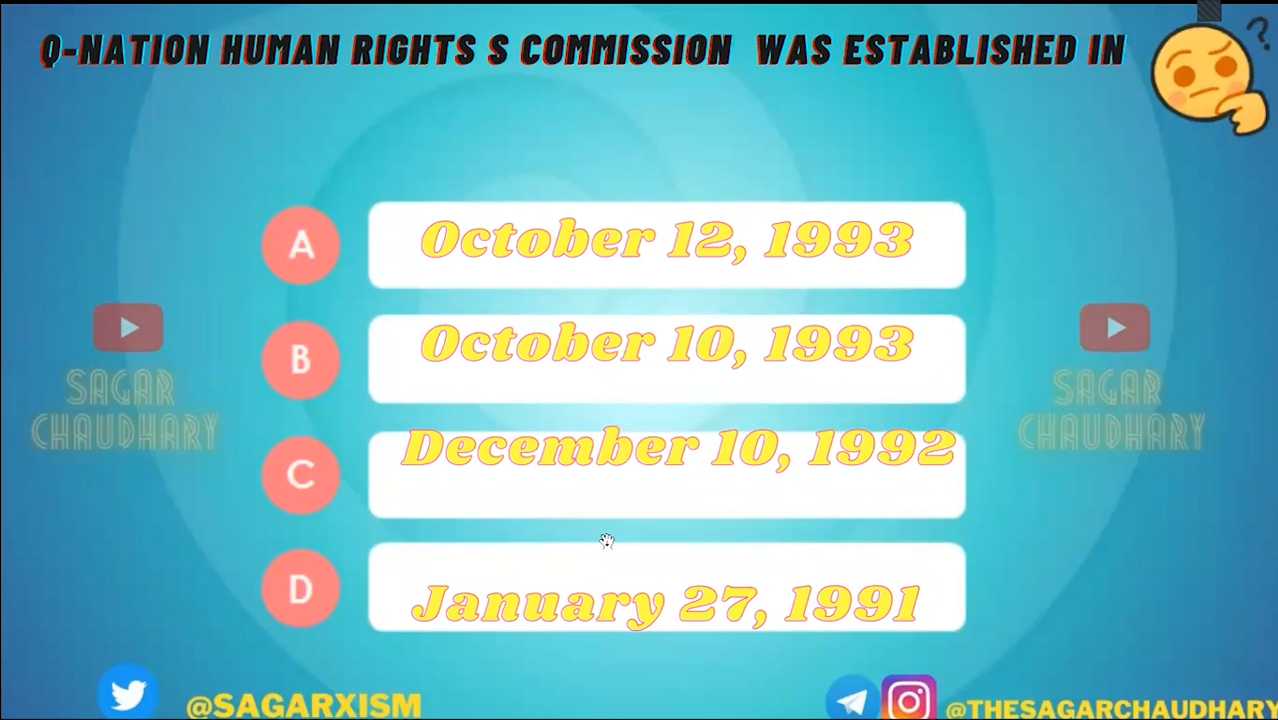 Q-NATION HUMAN RIGHTS S COMMISSION WAS ESTABLISHED IN
A October 12, 1993
B October 10, 1993
C December 10, 1992
D January 27, 1991
SAGAR
CHAUDHARY
SAGAR
CHAUDHARY
@SAGARXISM
@THESAGARCHAUDHARY